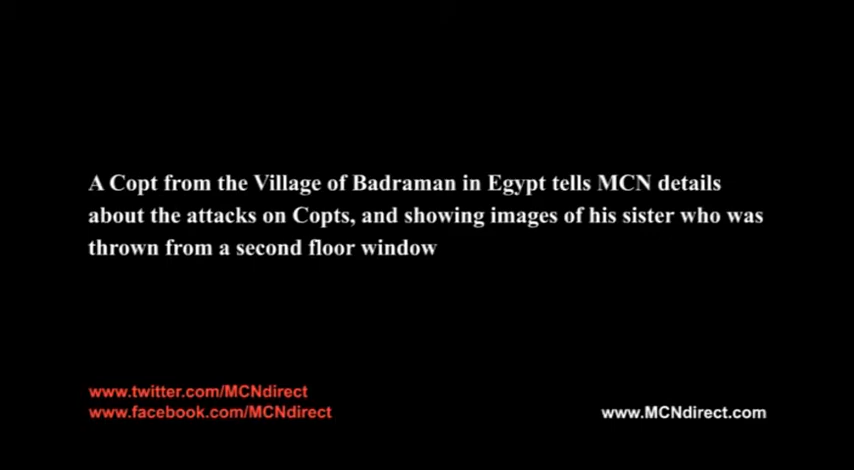 A Copt from the Village of Badraman in Egypt tells MCN details
about the attacks on Copts, and showing images of his sister who was
thrown from a second floor window
www.twitter.com/MCNdirect
www.facebook.com/MCNdirect
www.MCNdirect.com